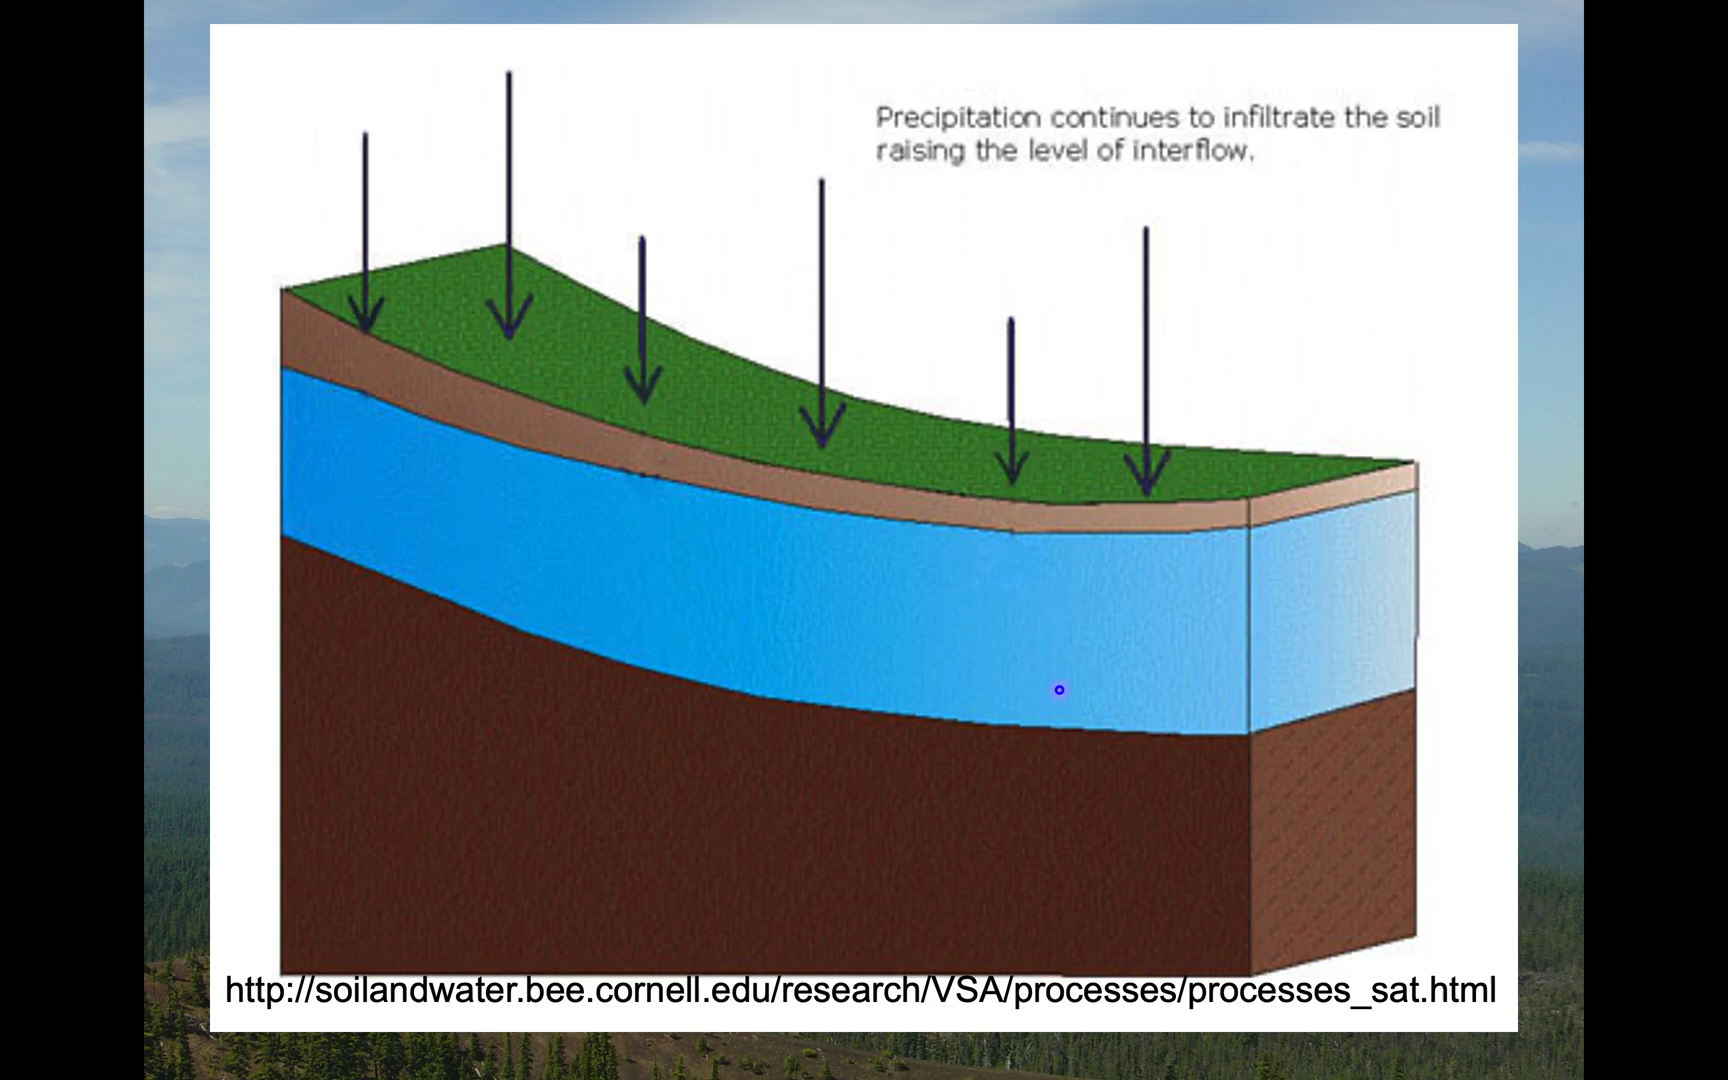 Precipitation continues to infiltrate the soil
raising the level of interflow.
http://soilandwater.bee.cornell.edu/research/VSA/processes/processes_sat.html